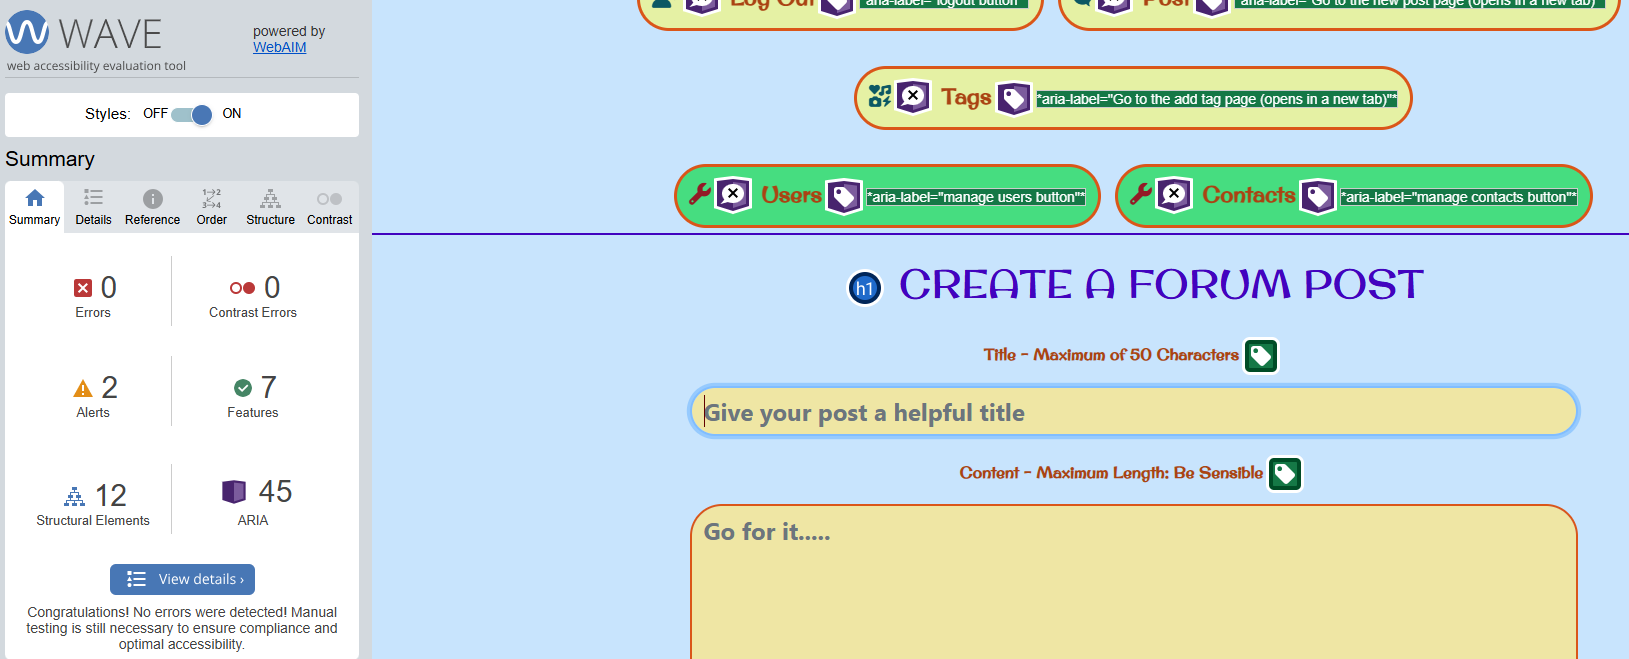 WAVE
web accessibility evaluation tool
powered by
WebAIM
Styles: OFF ON
Summary
Summary Details Reference Order Structure Contrast
0 Errors
0 Contrast Errors
2 Alerts
7 Features
12 Structural Elements
45 ARIA
View details ›
Congratulations! No errors were detected! Manual
testing is still necessary to ensure compliance and
optimal accessibility.
Log Out *aria-label="logout button"
Post *aria-label="Go to the new post page (opens in a new tab)"
Tags *aria-label="Go to the add tag page (opens in a new tab)"*
Users *aria-label="manage users button"*
Contacts *aria-label="manage contacts button"*
h1 CREATE A FORUM POST
Title - Maximum of 50 Characters
Give your post a helpful title
Content - Maximum Length: Be Sensible
Go for it.....